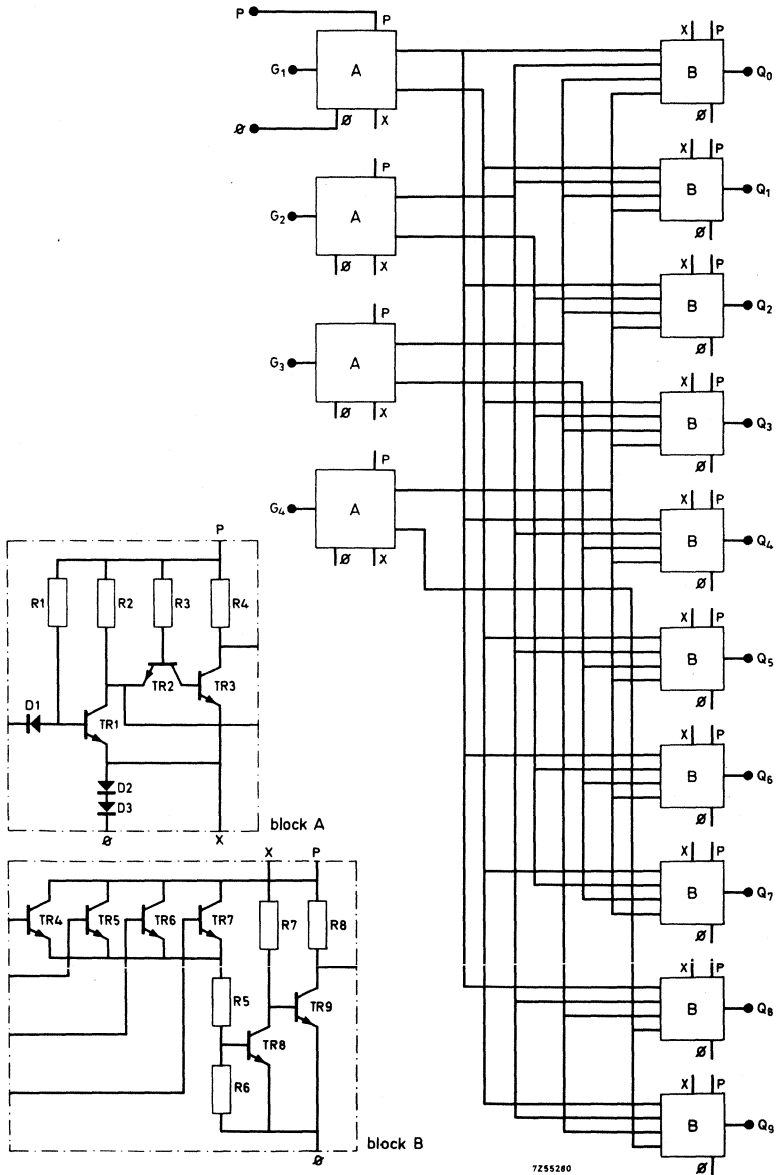 P
P
G₁
A
Ø
Ø
X
P
G₂
A
Ø
X
P
G₃
A
Ø
X
P
G₄
A
Ø
X
X
P
B
Q₀
Ø
X
P
B
Q₁
Ø
X
P
B
Q₂
Ø
X
P
B
Q₃
Ø
X
P
B
Q₄
Ø
X
P
B
Q₅
Ø
X
P
B
Q₆
Ø
X
P
B
Q₇
Ø
X
P
B
Q₈
Ø
X
P
B
Q₉
Ø
P
R1
R2
R3
R4
TR2
TR3
D1
TR1
D2
D3
Ø
X
block A
X
P
TR4
TR5
TR6
TR7
R7
R8
R5
TR9
TR8
R6
block B
Ø
7Z55280